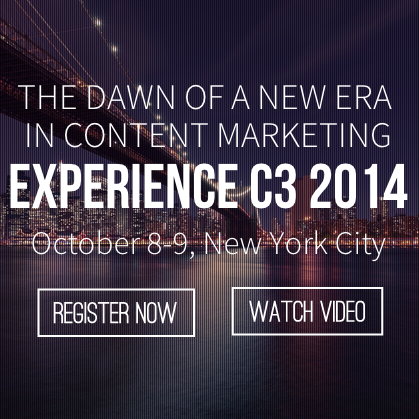 THE DAWN OF A NEW ERA
IN CONTENT MARKETING
EXPERIENCE C3 2014
October 8-9, New York City
REGISTER NOW
WATCH VIDEO